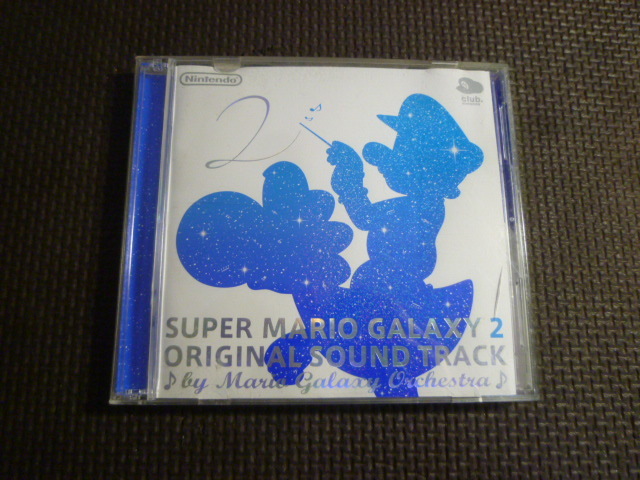 Nintendo
2
SUPER MARIO GALAXY 2
ORIGINAL SOUND TRACK
♪ by Mario Galaxy Orchestra ♪